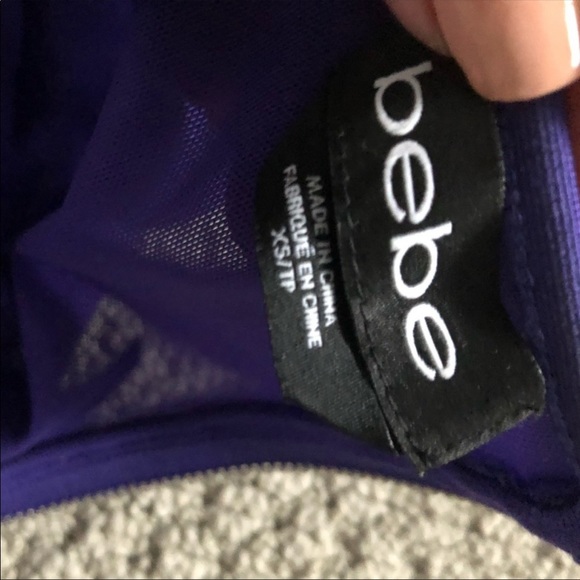 bebe
MADE IN CHINA
FABRIQUÉ EN CHINE
XS/TP